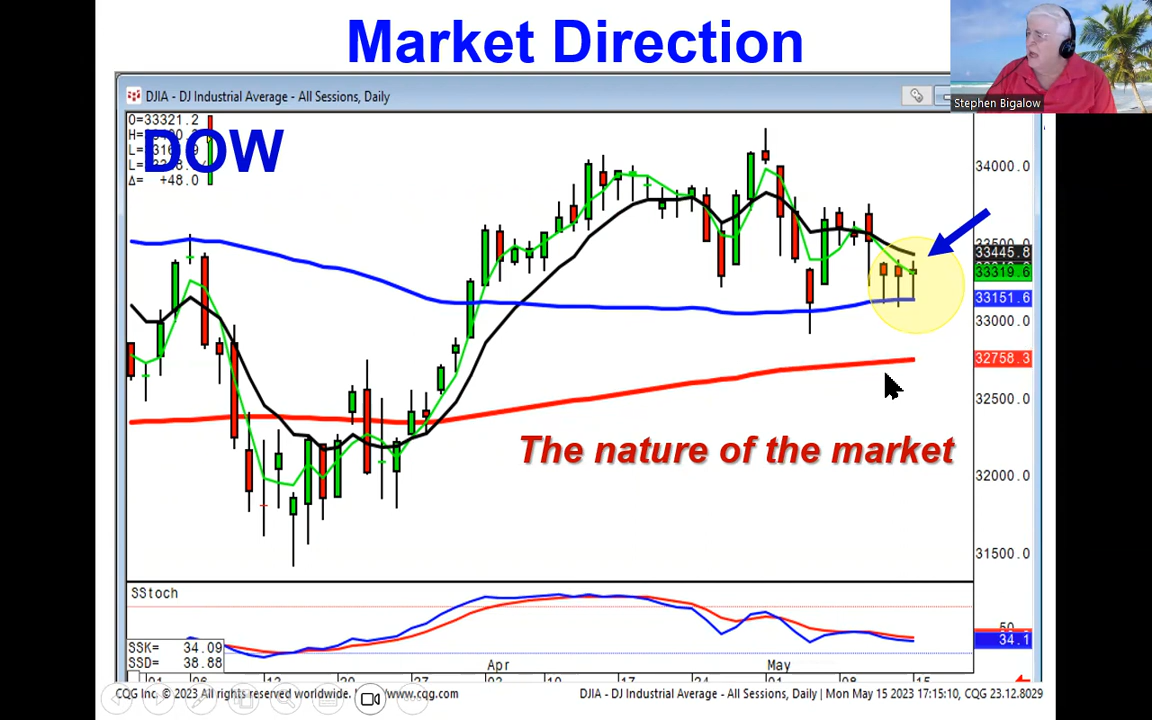 Market Direction
Stephen Bigalow
DJIA - DJ Industrial Average - All Sessions, Daily
O=33321.2
DOW
Δ= +48.0
34000.0
33445.8
33319.6
33151.6
33000.0
32758.3
32500.0
The nature of the market
32000.0
31500.0
SStoch
50
34.1
SSK= 34.09
SSD= 38.88
Apr
May
CQG Inc. © 2023 All rights reserved worldwide.
www.cqg.com
DJIA - DJ Industrial Average - All Sessions, Daily | Mon May 15 2023 17:15:10, CQG 23.12.8029